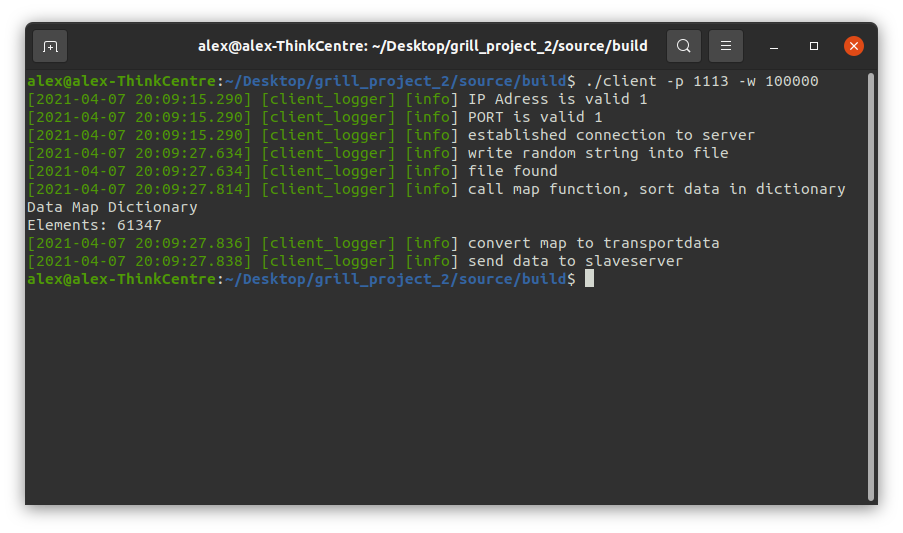 alex@alex-ThinkCentre: ~/Desktop/grill_project_2/source/build
alex@alex-ThinkCentre:~/Desktop/grill_project_2/source/build$ ./client -p 1113 -w 100000
[2021-04-07 20:09:15.290] [client_logger] [info] IP Adress is valid 1
[2021-04-07 20:09:15.290] [client_logger] [info] PORT is valid 1
[2021-04-07 20:09:15.290] [client_logger] [info] established connection to server
[2021-04-07 20:09:27.634] [client_logger] [info] write random string into file
[2021-04-07 20:09:27.634] [client_logger] [info] file found
[2021-04-07 20:09:27.814] [client_logger] [info] call map function, sort data in dictionary
Data Map Dictionary
Elements: 61347
[2021-04-07 20:09:27.836] [client_logger] [info] convert map to transportdata
[2021-04-07 20:09:27.838] [client_logger] [info] send data to slaveserver
alex@alex-ThinkCentre:~/Desktop/grill_project_2/source/build$